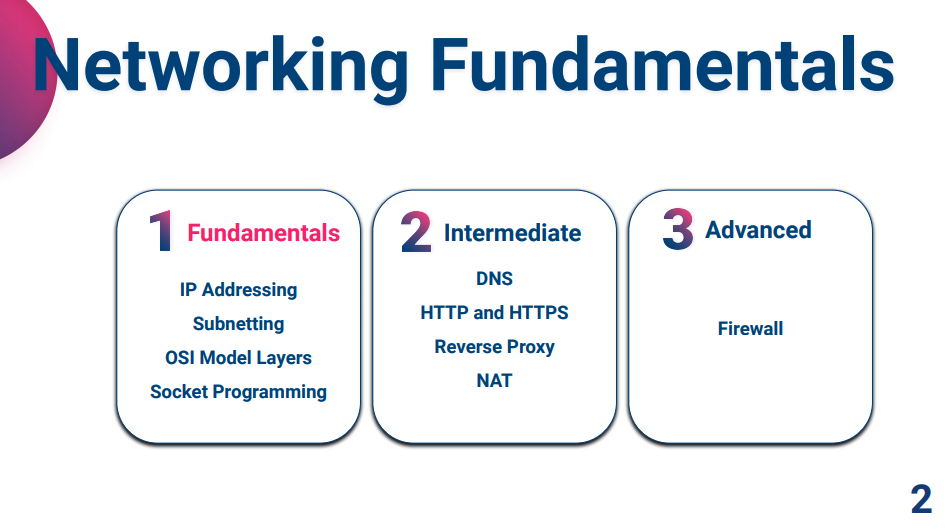 Networking Fundamentals
1 Fundamentals
IP Addressing
Subnetting
OSI Model Layers
Socket Programming
2 Intermediate
DNS
HTTP and HTTPS
Reverse Proxy
NAT
3 Advanced
Firewall
2